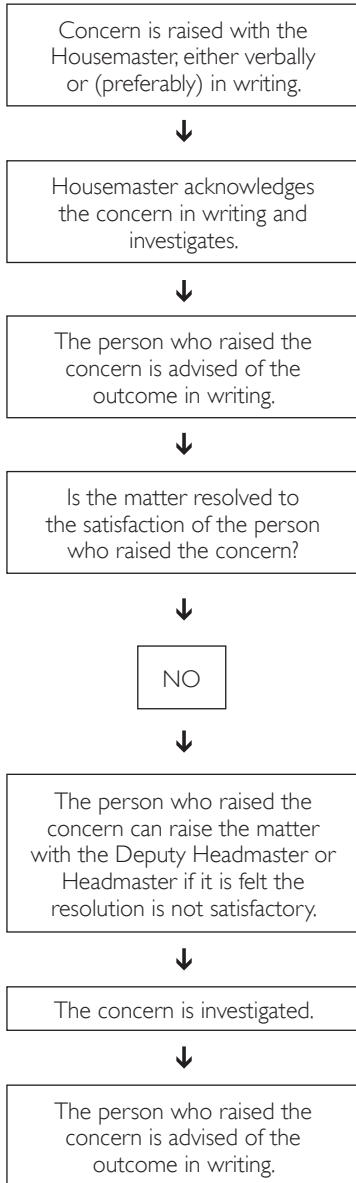 Concern is raised with the
Housemaster, either verbally
or (preferably) in writing.
Housemaster acknowledges
the concern in writing and
investigates.
The person who raised the
concern is advised of the
outcome in writing.
Is the matter resolved to
the satisfaction of the person
who raised the concern?
NO
The person who raised the
concern can raise the matter
with the Deputy Headmaster or
Headmaster if it is felt the
resolution is not satisfactory.
The concern is investigated.
The person who raised the
concern is advised of the
outcome in writing.